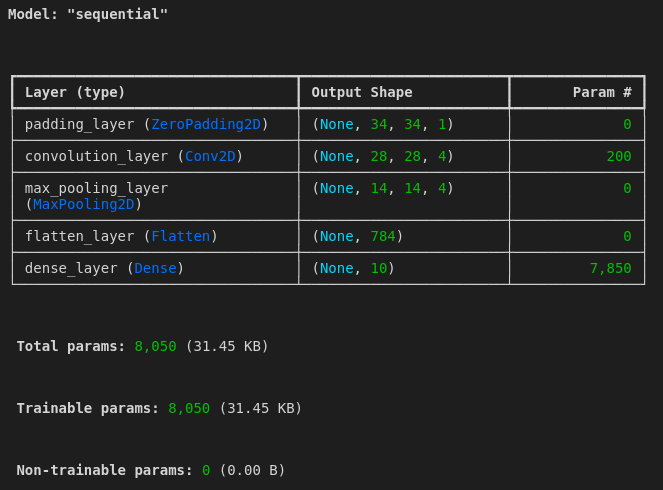 Model: "sequential"
Layer (type) Output Shape Param #
padding_layer (ZeroPadding2D) (None, 34, 34, 1) 0
convolution_layer (Conv2D) (None, 28, 28, 4) 200
max_pooling_layer (None, 14, 14, 4) 0
(MaxPooling2D)
flatten_layer (Flatten) (None, 784) 0
dense_layer (Dense) (None, 10) 7,850
Total params: 8,050 (31.45 KB)
Trainable params: 8,050 (31.45 KB)
Non-trainable params: 0 (0.00 B)